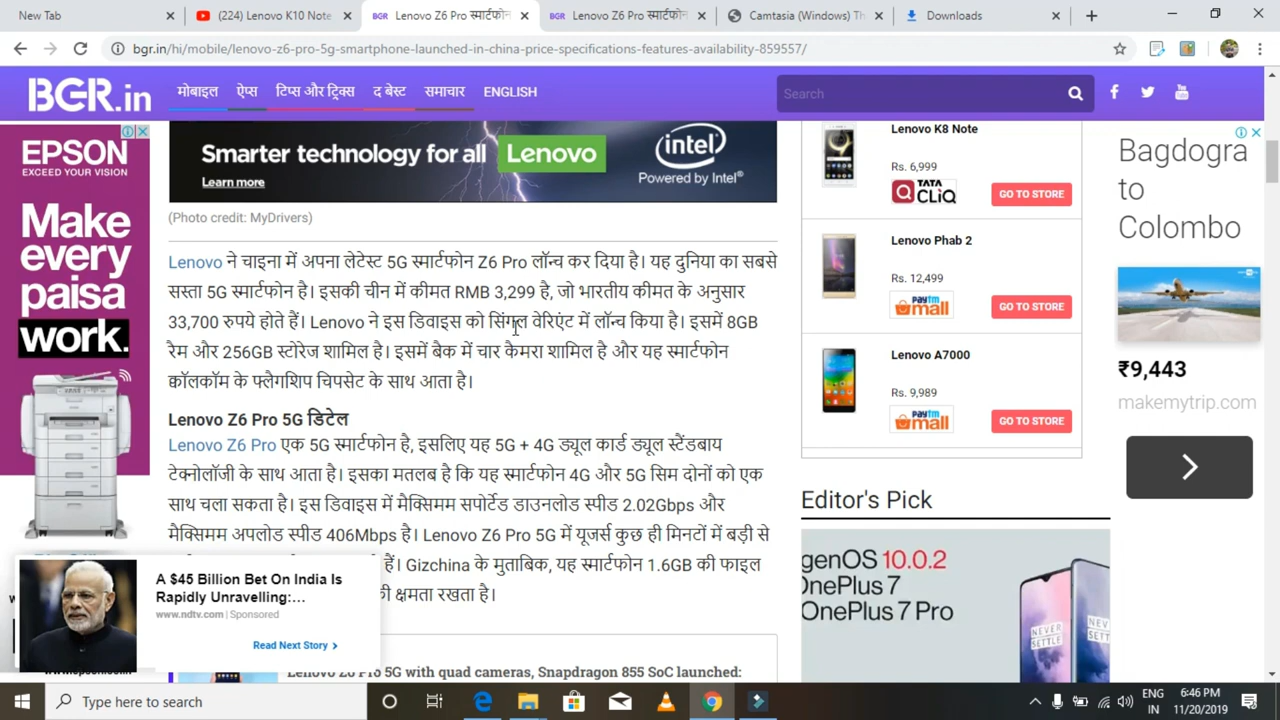 New Tab
(224) Lenovo K10 Note
BGR Lenovo Z6 Pro स्मार्टफोन
BGR Lenovo Z6 Pro स्मार्टफोन
Camtasia (Windows) Th
Downloads
bgr.in/hi/mobile/lenovo-z6-pro-5g-smartphone-launched-in-china-price-specifications-features-availability-859557/
BGR.in
मोबाइल
ऐप्स
टिप्स और ट्रिक्स
द बेस्ट
समाचार
ENGLISH
Search
EPSON
EXCEED YOUR VISION
Make
every
paisa
work.
Smarter technology for all
Lenovo
Learn more
intel
Powered by Intel®
(Photo credit: MyDrivers)
Lenovo ने चाइना में अपना लेटेस्ट 5G स्मार्टफोन Z6 Pro लॉन्च कर दिया है। यह दुनिया का सबसे
सस्ता 5G स्मार्टफोन है। इसकी चीन में कीमत RMB 3,299 है, जो भारतीय कीमत के अनुसार
33,700 रुपये होते हैं। Lenovo ने इस डिवाइस को सिंगल वेरिएंट में लॉन्च किया है। इसमें 8GB
रैम और 256GB स्टोरेज शामिल है। इसमें बैक में चार कैमरा शामिल है और यह स्मार्टफोन
क्वॉलकॉम के फ्लैगशिप चिपसेट के साथ आता है।
Lenovo Z6 Pro 5G डिटेल
Lenovo Z6 Pro एक 5G स्मार्टफोन है, इसलिए यह 5G + 4G ड्यूल कार्ड ड्यूल स्टैंडबाय
टेक्नोलॉजी के साथ आता है। इसका मतलब है कि यह स्मार्टफोन 4G और 5G सिम दोनों को एक
साथ चला सकता है। इस डिवाइस में मैक्सिमम सपोर्टेड डाउनलोड स्पीड 2.02Gbps और
मैक्सिमम अपलोड स्पीड 406Mbps है। Lenovo Z6 Pro 5G में यूजर्स कुछ ही मिनटों में बड़ी से
हैं। Gizchina के मुताबिक, यह स्मार्टफोन 1.6GB की फाइल
की क्षमता रखता है।
Lenovo Z6 Pro 5G with quad cameras, Snapdragon 855 SoC launched:
A $45 Billion Bet On India Is
Rapidly Unravelling:...
www.ndtv.com | Sponsored
Read Next Story
Lenovo K8 Note
Rs. 6,999
TATA
CLiQ
GO TO STORE
Lenovo Phab 2
Rs. 12,499
paytm
mall
GO TO STORE
Lenovo A7000
Rs. 9,989
paytm
mall
GO TO STORE
Editor's Pick
genOS 10.0.2
OnePlus 7
OnePlus 7 Pro
NEVER
NEVER
Bagdogra
to
Colombo
₹9,443
makemytrip.com
Type here to search
ENG
IN
6:46 PM
11/20/2019